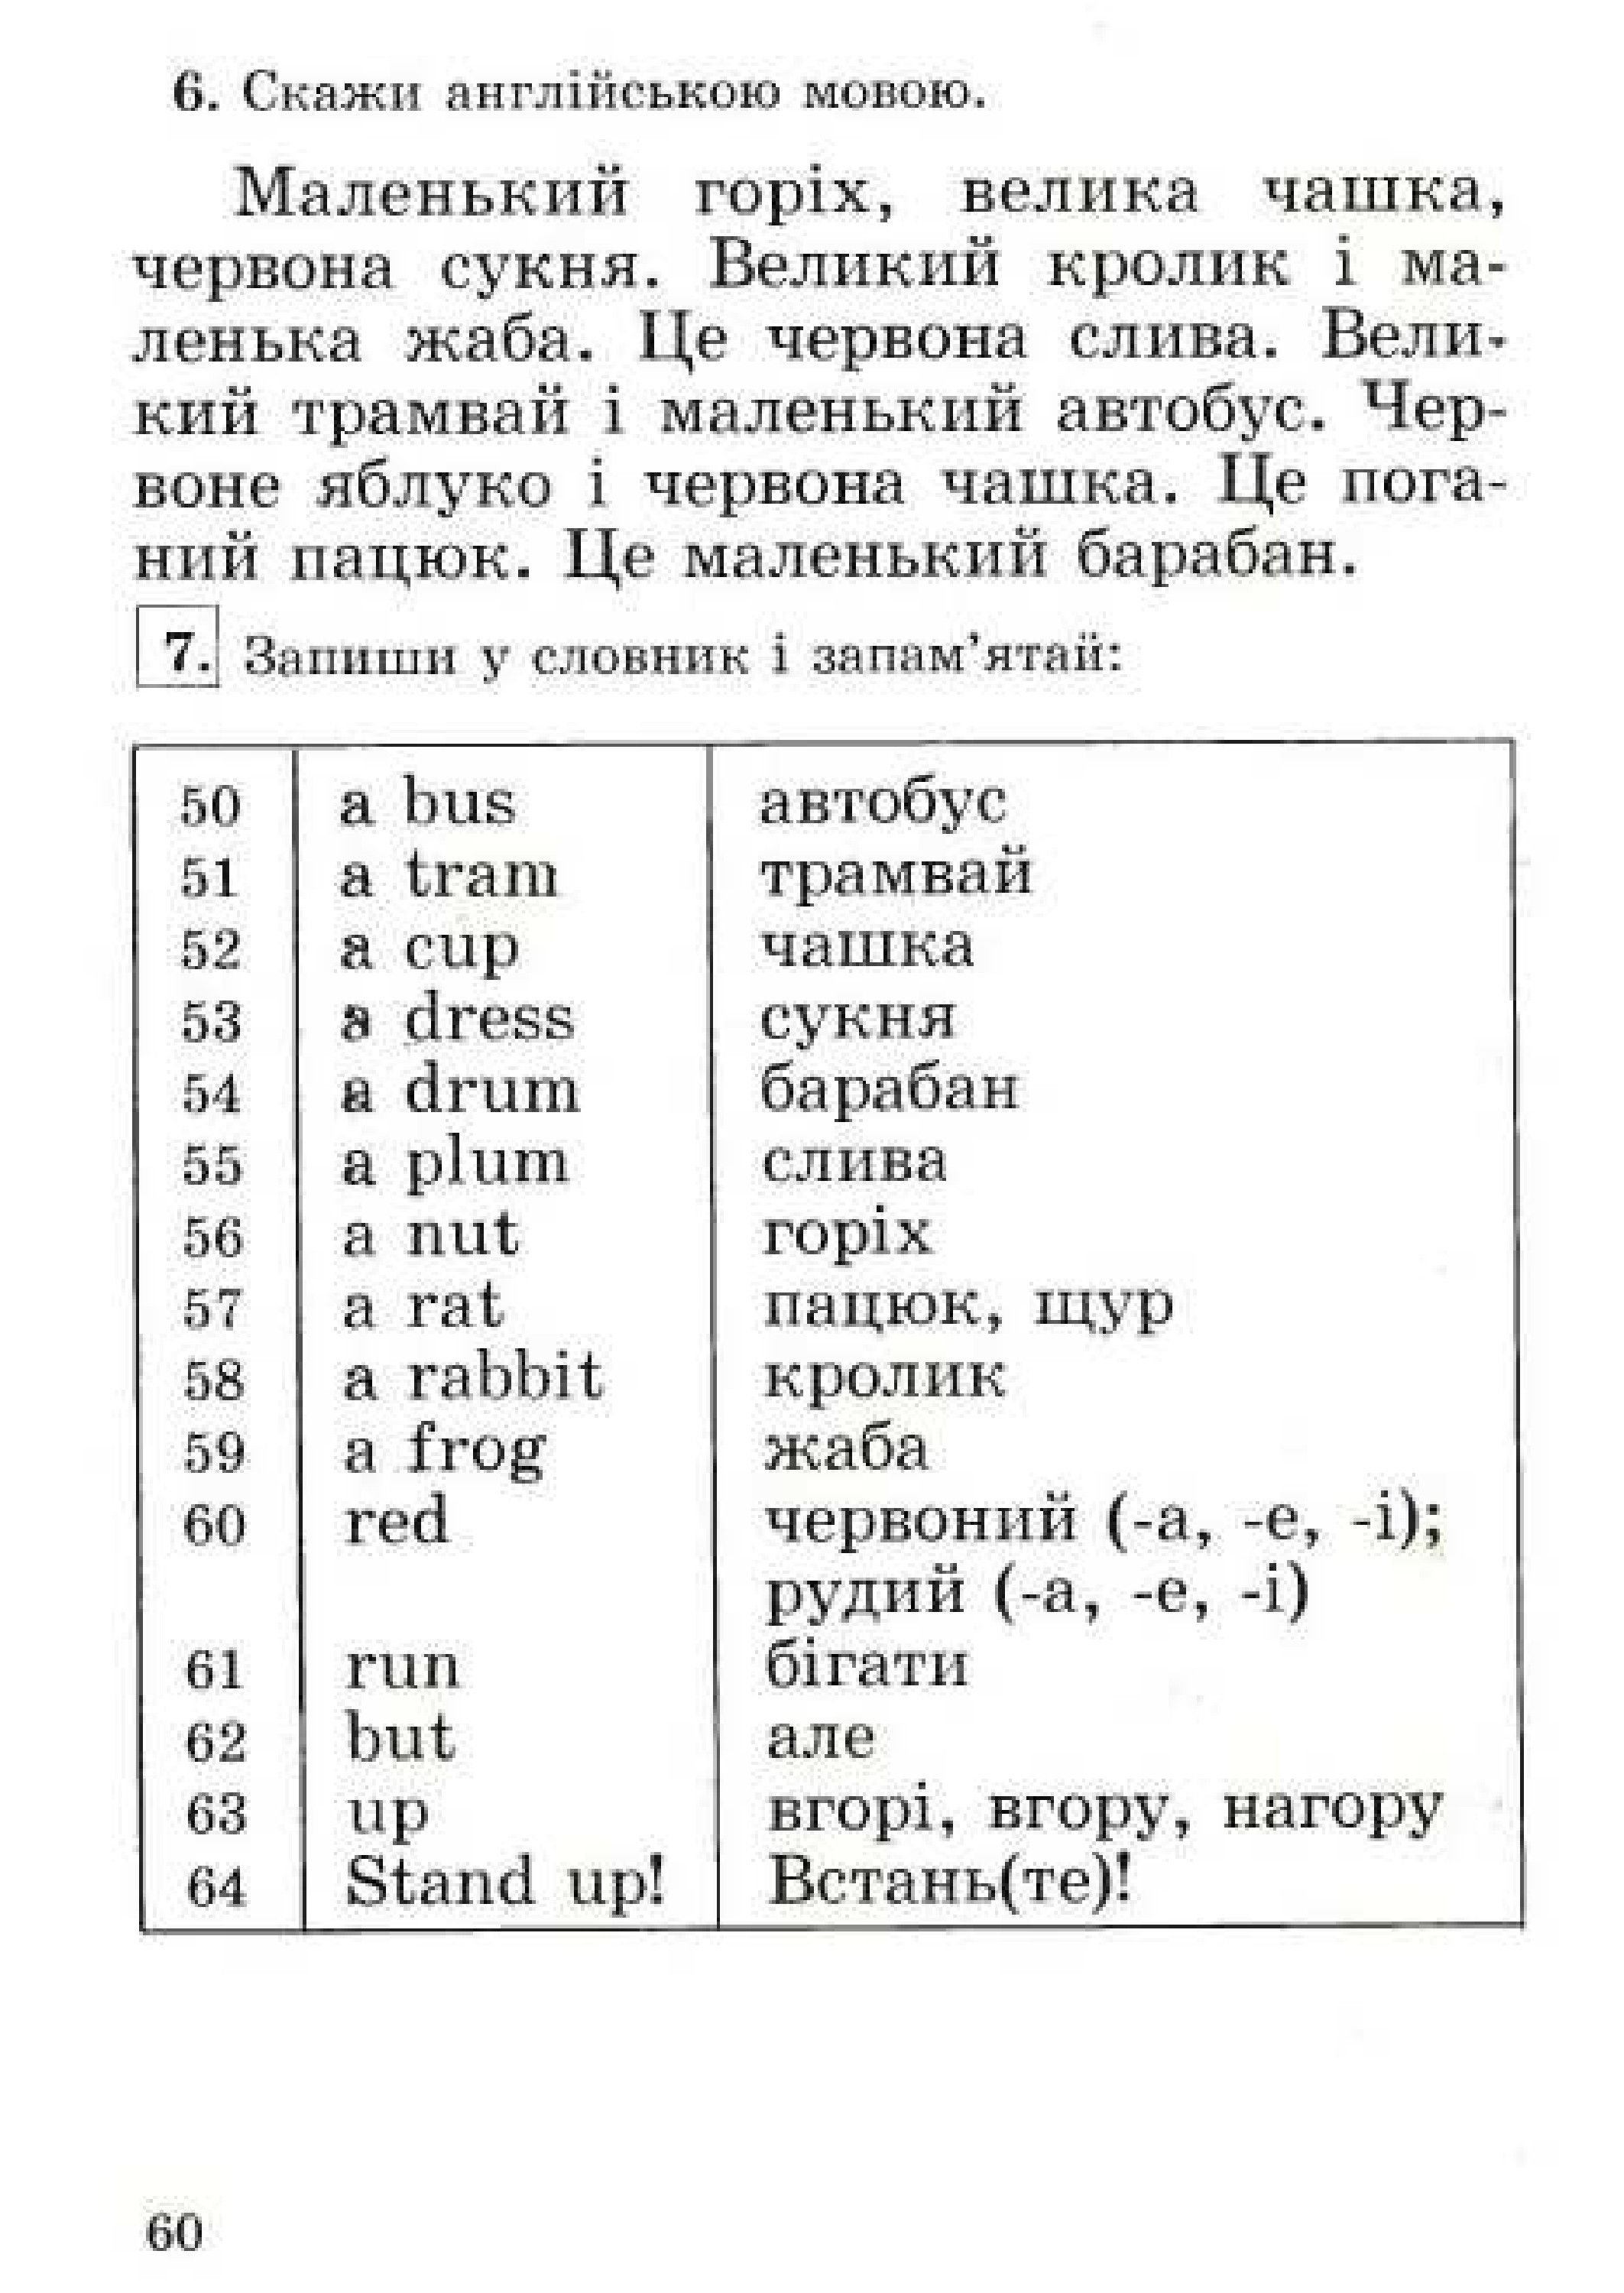 6. Скажи англійською мовою.
Маленький горіх, велика чашка,
червона сукня. Великий кролик і ма-
ленька жаба. Це червона слива. Вели-
кий трамвай і маленький автобус. Чер-
воне яблуко і червона чашка. Це пога-
ний пацюк. Це маленький барабан.
7. Запиши у словник і запам’ятай:
50 a bus автобус
51 a tram трамвай
52 a cup чашка
53 a dress сукня
54 a drum барабан
55 a plum слива
56 a nut горіх
57 a rat пацюк, щур
58 a rabbit кролик
59 a frog жаба
60 red червоний (-а, -е, -і);
рудий (-а, -е, -і)
61 run бігати
62 but але
63 up вгорі, вгору, нагору
64 Stand up! Встань(те)!
60